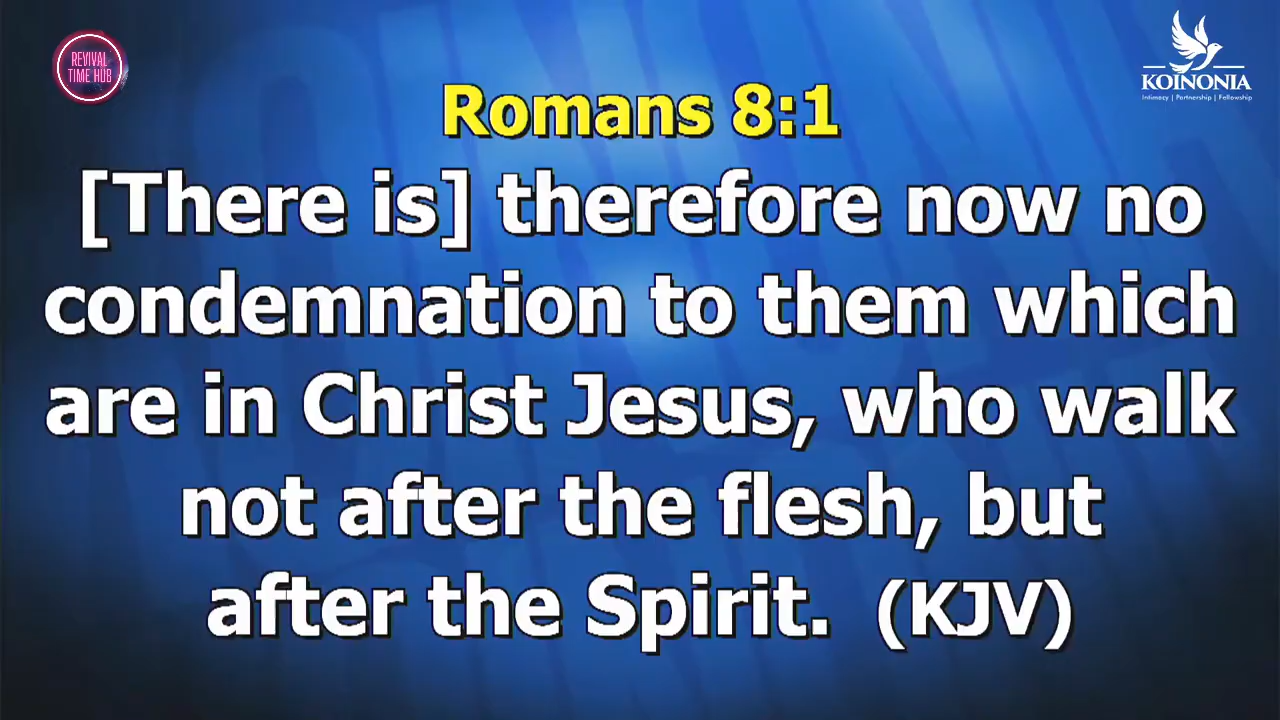 REVIVAL
TIME HUB
KOINONIA
Intimacy | Partnership | Fellowship
Romans 8:1
[There is] therefore now no
condemnation to them which
are in Christ Jesus, who walk
not after the flesh, but
after the Spirit.  (KJV)